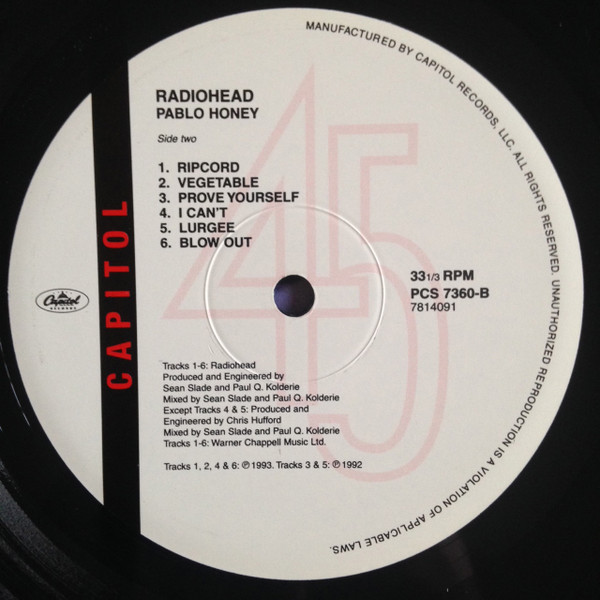 MANUFACTURED BY CAPITOL RECORDS, LLC. ALL RIGHTS RESERVED. UNAUTHORIZED REPRODUCTION IS A VIOLATION OF APPLICABLE LAWS.
RADIOHEAD
PABLO HONEY
Side two
1. RIPCORD
2. VEGETABLE
3. PROVE YOURSELF
4. I CAN'T
5. LURGEE
6. BLOW OUT
45
33 1/3 RPM
PCS 7360-B
7814091
Capitol
RECORDS
CAPITOL
Tracks 1-6: Radiohead
Produced and Engineered by
Sean Slade and Paul Q. Kolderie
Mixed by Sean Slade and Paul Q. Kolderie
Except Tracks 4 & 5: Produced and
Engineered by Chris Hufford
Mixed by Sean Slade and Paul Q. Kolderie
Tracks 1-6: Warner Chappell Music Ltd.
Tracks 1, 2, 4 & 6: ℗ 1993. Tracks 3 & 5: ℗ 1992